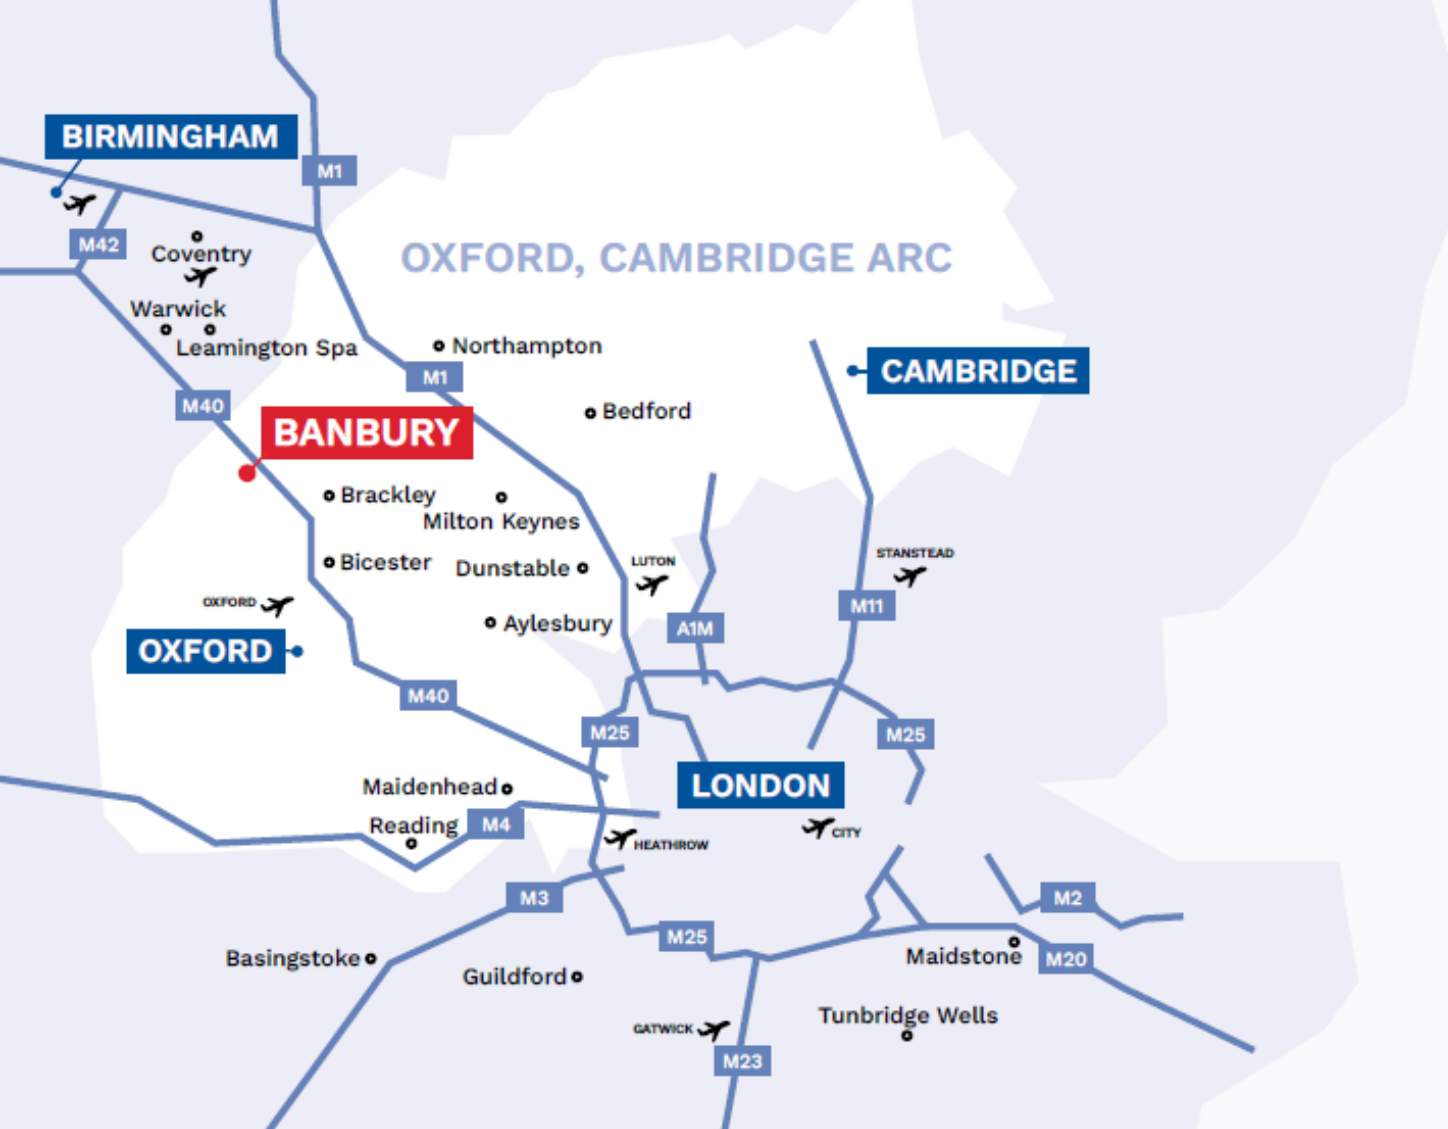 BIRMINGHAM
M1
M42
Coventry
OXFORD, CAMBRIDGE ARC
Warwick
Leamington Spa
Northampton
M1
CAMBRIDGE
M40
Bedford
BANBURY
Brackley
Milton Keynes
Bicester
Dunstable
LUTON
STANSTEAD
OXFORD
M11
Aylesbury
A1M
OXFORD
M40
M25
M25
Maidenhead
LONDON
Reading
M4
HEATHROW
CITY
M3
M2
M25
Basingstoke
Maidstone
M20
Guildford
Tunbridge Wells
GATWICK
M23